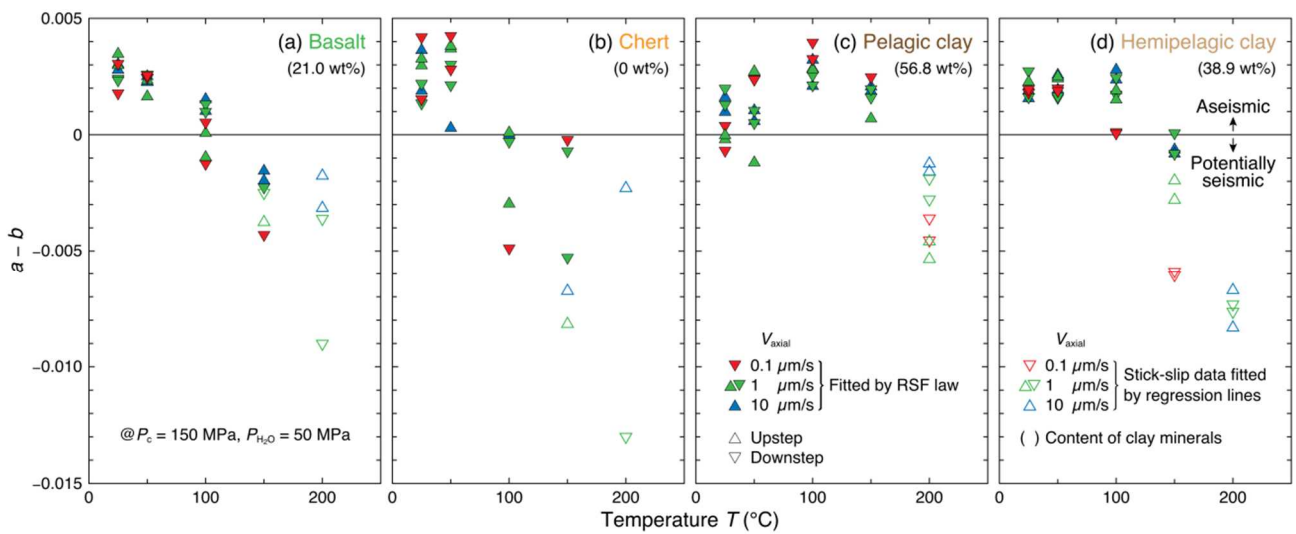 0.005
0
−0.005
−0.010
−0.015
a – b
(a) Basalt
(21.0 wt%)
@Pc = 150 MPa, PH2O = 50 MPa
0 100 200
(b) Chert
(0 wt%)
0 100 200
(c) Pelagic clay
(56.8 wt%)
Vaxial
0.1 µm/s
1 µm/s
10 µm/s
Fitted by RSF law
Upstep
Downstep
0 100 200
(d) Hemipelagic clay
(38.9 wt%)
Aseismic
Potentially
seismic
Vaxial
0.1 µm/s
1 µm/s
10 µm/s
Stick-slip data fitted
by regression lines
( ) Content of clay minerals
0 100 200
Temperature T (°C)